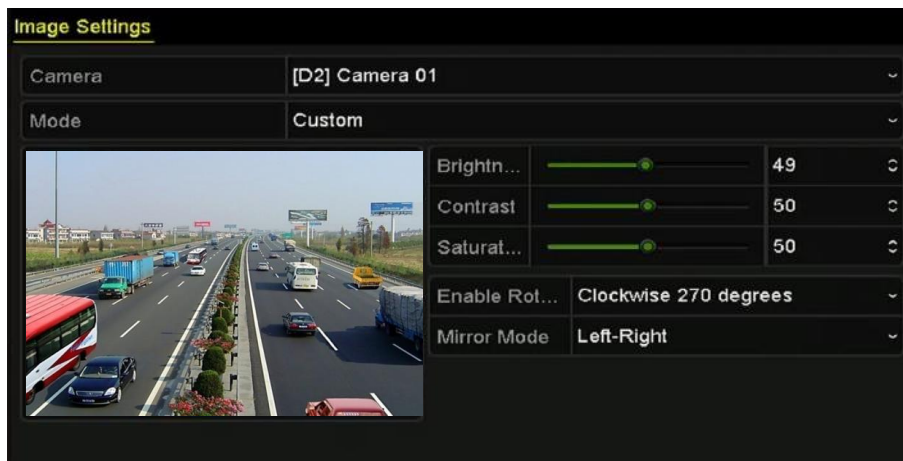 Image Settings
Camera [D2] Camera 01
Mode Custom
Brightn... 49
Contrast 50
Saturat... 50
Enable Rot... Clockwise 270 degrees
Mirror Mode Left-Right